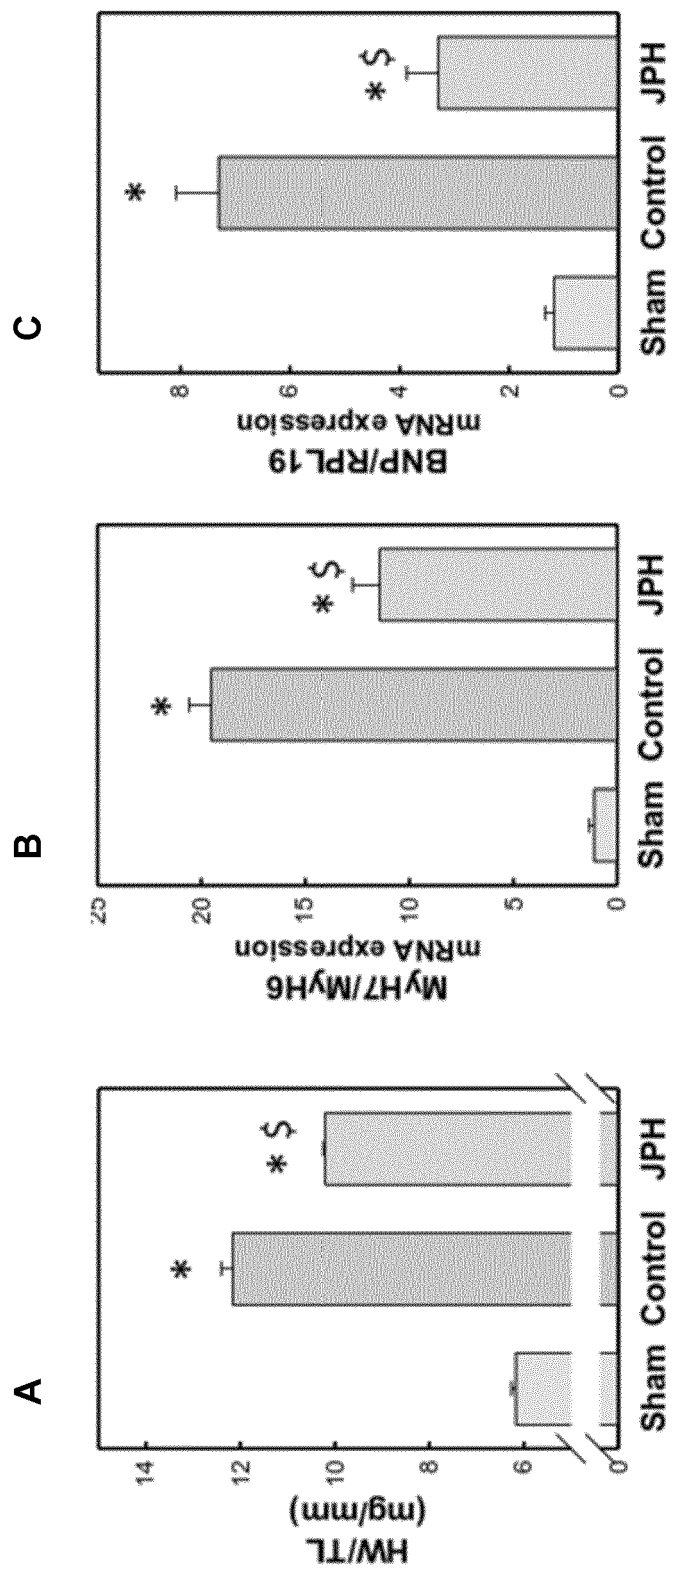 A
HW/TL
(mg/mm)
14
12
10
8
6
0
*
* $
Sham Control JPH
B
MyH7/MyH6
mRNA expression
25
20
15
10
5
0
*
* $
Sham Control JPH
C
BNP/RPL19
mRNA expression
8
6
4
2
0
*
* $
Sham Control JPH